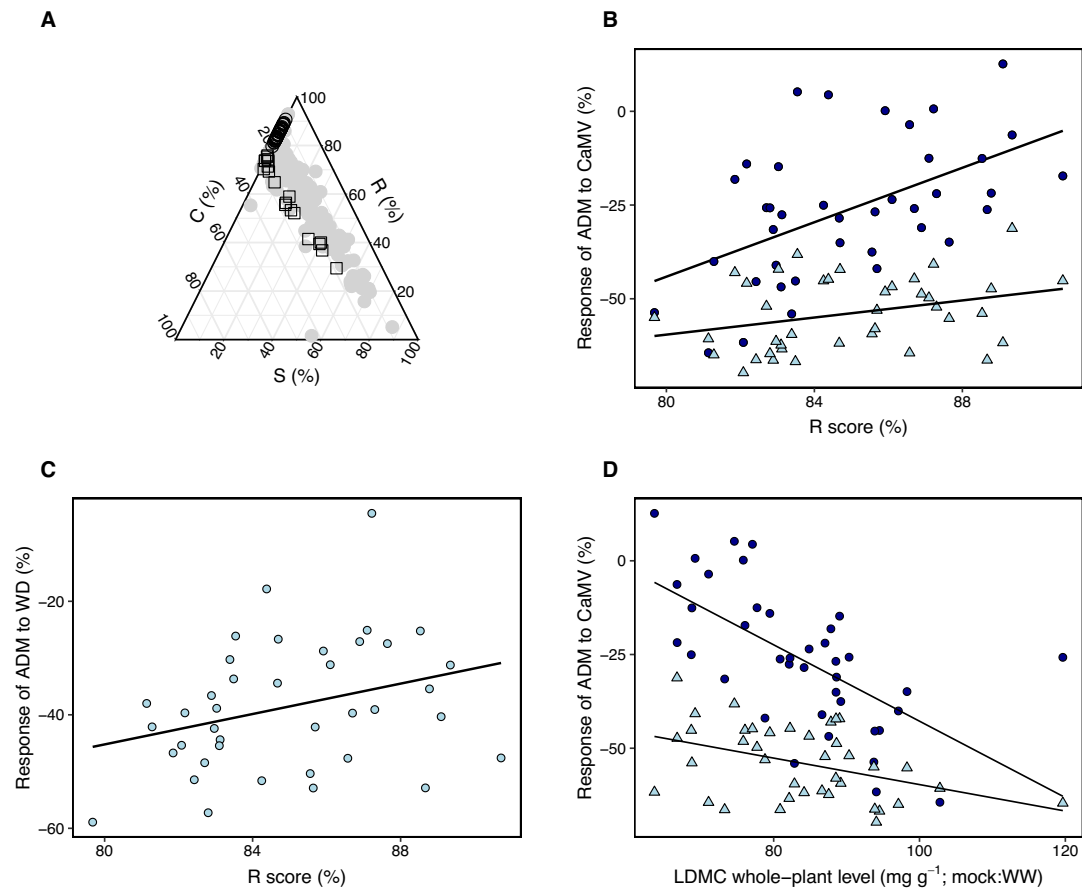 A
100
20
80
40
60
C (%)
R (%)
60
40
80
20
100
20
40
60
80
100
S (%)
B
Response of ADM to CaMV (%)
0
−25
−50
80
84
88
R score (%)
C
Response of ADM to WD (%)
−20
−40
−60
80
84
88
R score (%)
D
Response of ADM to CaMV (%)
0
−25
−50
80
100
120
LDMC whole−plant level (mg g⁻¹; mock:WW)